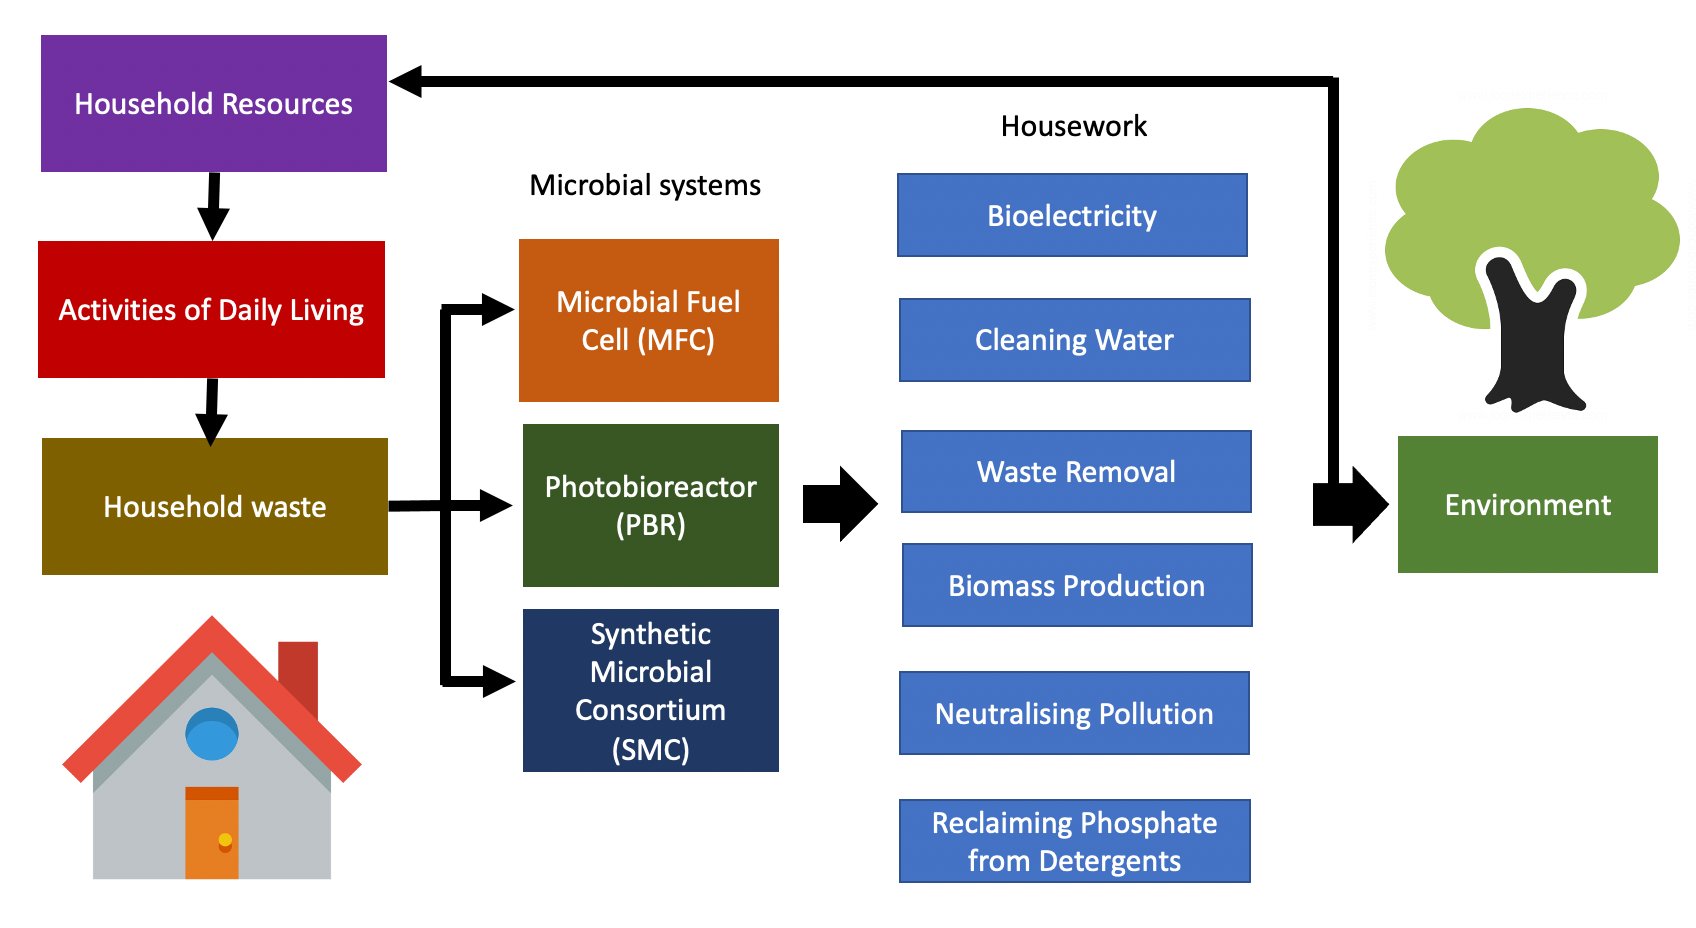 Household Resources
Activities of Daily Living
Household waste
Microbial systems
Microbial Fuel
Cell (MFC)
Photobioreactor
(PBR)
Synthetic
Microbial
Consortium
(SMC)
Housework
Bioelectricity
Cleaning Water
Waste Removal
Biomass Production
Neutralising Pollution
Reclaiming Phosphate
from Detergents
Environment